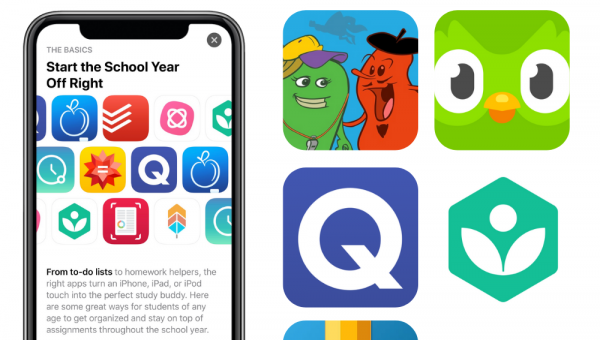 THE BASICS
Start the School Year
Off Right
From to-do lists to homework helpers, the
right apps turn an iPhone, iPad, or iPod
touch into the perfect study buddy. Here
are some great ways for students of any
age to get organized and stay on top of
assignments throughout the school year.
Q
Q
Q